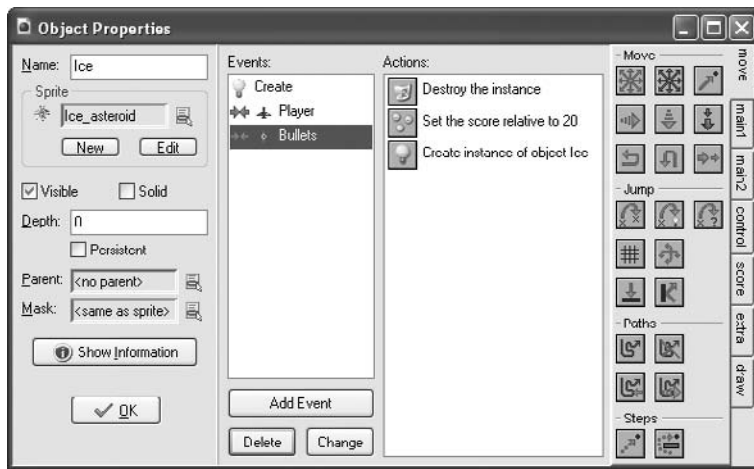 Object Properties
Name: Ice
Sprite
Ice_asteroid
New Edit
Visible Solid
Depth: 0
Persistent
Parent: <no parent>
Mask: <same as sprite>
Show Information
OK
Events:
Create
Player
Bullets
Add Event
Delete Change
Actions:
Destroy the instance
Set the score relative to 20
Create instance of object Ice
Move
Jump
Paths
Steps
move
main1
main2
control
score
extra
draw